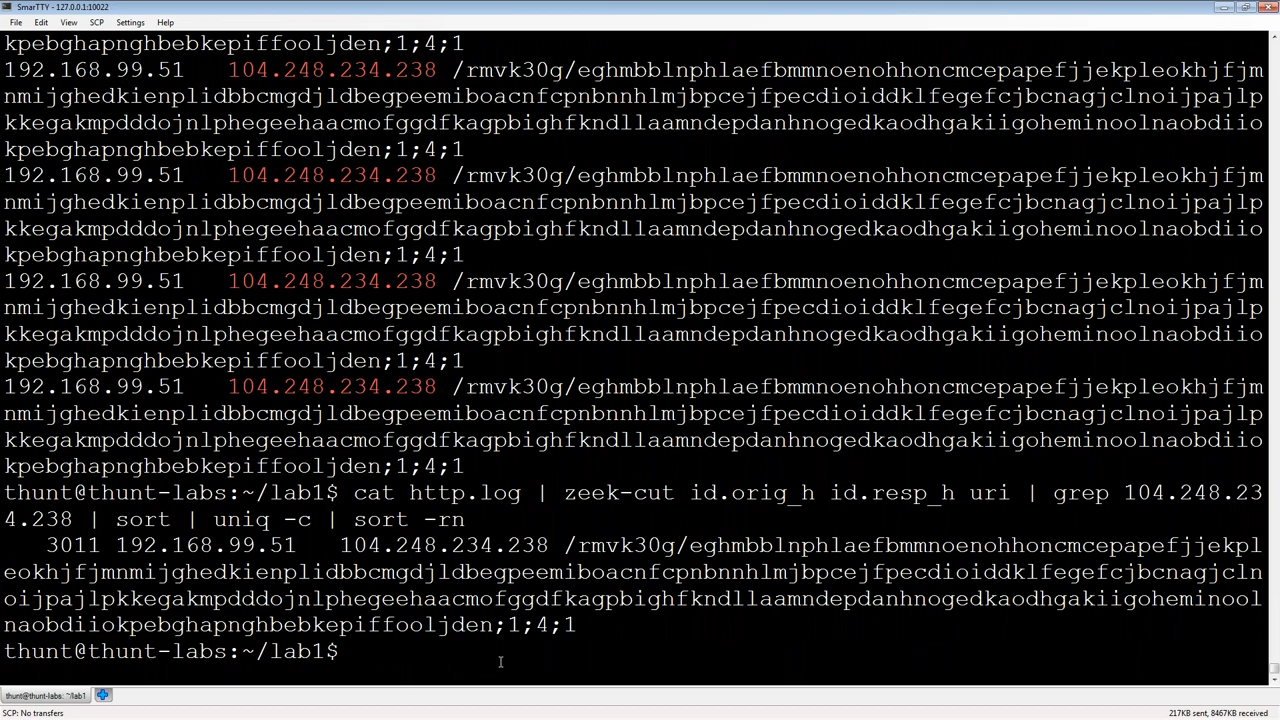 SmarTTY - 127.0.0.1:10022
File Edit View SCP Settings Help
kpebghapnghbebkepiffooljden;1;4;1
192.168.99.51 104.248.234.238 /rmvk30g/eghmbblnphlaefbmmnoenohhoncmcepapefjjekpleokhjfjm
nmijghedkienplidbbcmgdjldbegpeemiboacnfcpnbnnhlmjbpcejfpecdioiddklfegefcjbcnagjclnoijpajlp
kkegakmpdddojnlphegeehaacmofggdfkagpbighfkndllaamndepdanhnogedkaodhgakiigoheminoolnaobdiio
kpebghapnghbebkepiffooljden;1;4;1
192.168.99.51 104.248.234.238 /rmvk30g/eghmbblnphlaefbmmnoenohhoncmcepapefjjekpleokhjfjm
nmijghedkienplidbbcmgdjldbegpeemiboacnfcpnbnnhlmjbpcejfpecdioiddklfegefcjbcnagjclnoijpajlp
kkegakmpdddojnlphegeehaacmofggdfkagpbighfkndllaamndepdanhnogedkaodhgakiigoheminoolnaobdiio
kpebghapnghbebkepiffooljden;1;4;1
192.168.99.51 104.248.234.238 /rmvk30g/eghmbblnphlaefbmmnoenohhoncmcepapefjjekpleokhjfjm
nmijghedkienplidbbcmgdjldbegpeemiboacnfcpnbnnhlmjbpcejfpecdioiddklfegefcjbcnagjclnoijpajlp
kkegakmpdddojnlphegeehaacmofggdfkagpbighfkndllaamndepdanhnogedkaodhgakiigoheminoolnaobdiio
kpebghapnghbebkepiffooljden;1;4;1
192.168.99.51 104.248.234.238 /rmvk30g/eghmbblnphlaefbmmnoenohhoncmcepapefjjekpleokhjfjm
nmijghedkienplidbbcmgdjldbegpeemiboacnfcpnbnnhlmjbpcejfpecdioiddklfegefcjbcnagjclnoijpajlp
kkegakmpdddojnlphegeehaacmofggdfkagpbighfkndllaamndepdanhnogedkaodhgakiigoheminoolnaobdiio
kpebghapnghbebkepiffooljden;1;4;1
thunt@thunt-labs:~/lab1$ cat http.log | zeek-cut id.orig_h id.resp_h uri | grep 104.248.23
4.238 | sort | uniq -c | sort -rn
3011 192.168.99.51 104.248.234.238 /rmvk30g/eghmbblnphlaefbmmnoenohhoncmcepapefjjekpl
eokhjfjmnmijghedkienplidbbcmgdjldbegpeemiboacnfcpnbnnhlmjbpcejfpecdioiddklfegefcjbcnagjcln
oijpajlpkkegakmpdddojnlphegeehaacmofggdfkagpbighfkndllaamndepdanhnogedkaodhgakiigoheminool
naobdiiokpebghapnghbebkepiffooljden;1;4;1
thunt@thunt-labs:~/lab1$
thunt@thunt-labs: ~/lab1
SCP: No transfers
217KB sent, 8467KB received